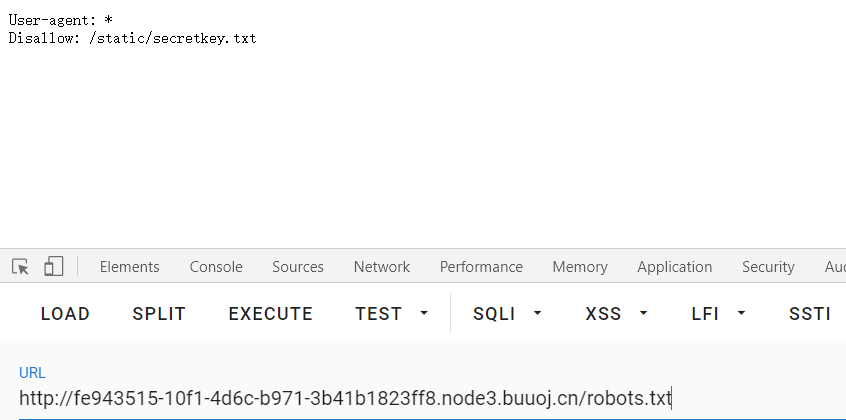 User-agent: *
Disallow: /static/secretkey.txt
Elements Console Sources Network Performance Memory Application Security Au
LOAD SPLIT EXECUTE TEST SQLI XSS LFI SSTI
URL
http://fe943515-10f1-4d6c-b971-3b41b1823ff8.node3.buuoj.cn/robots.txt